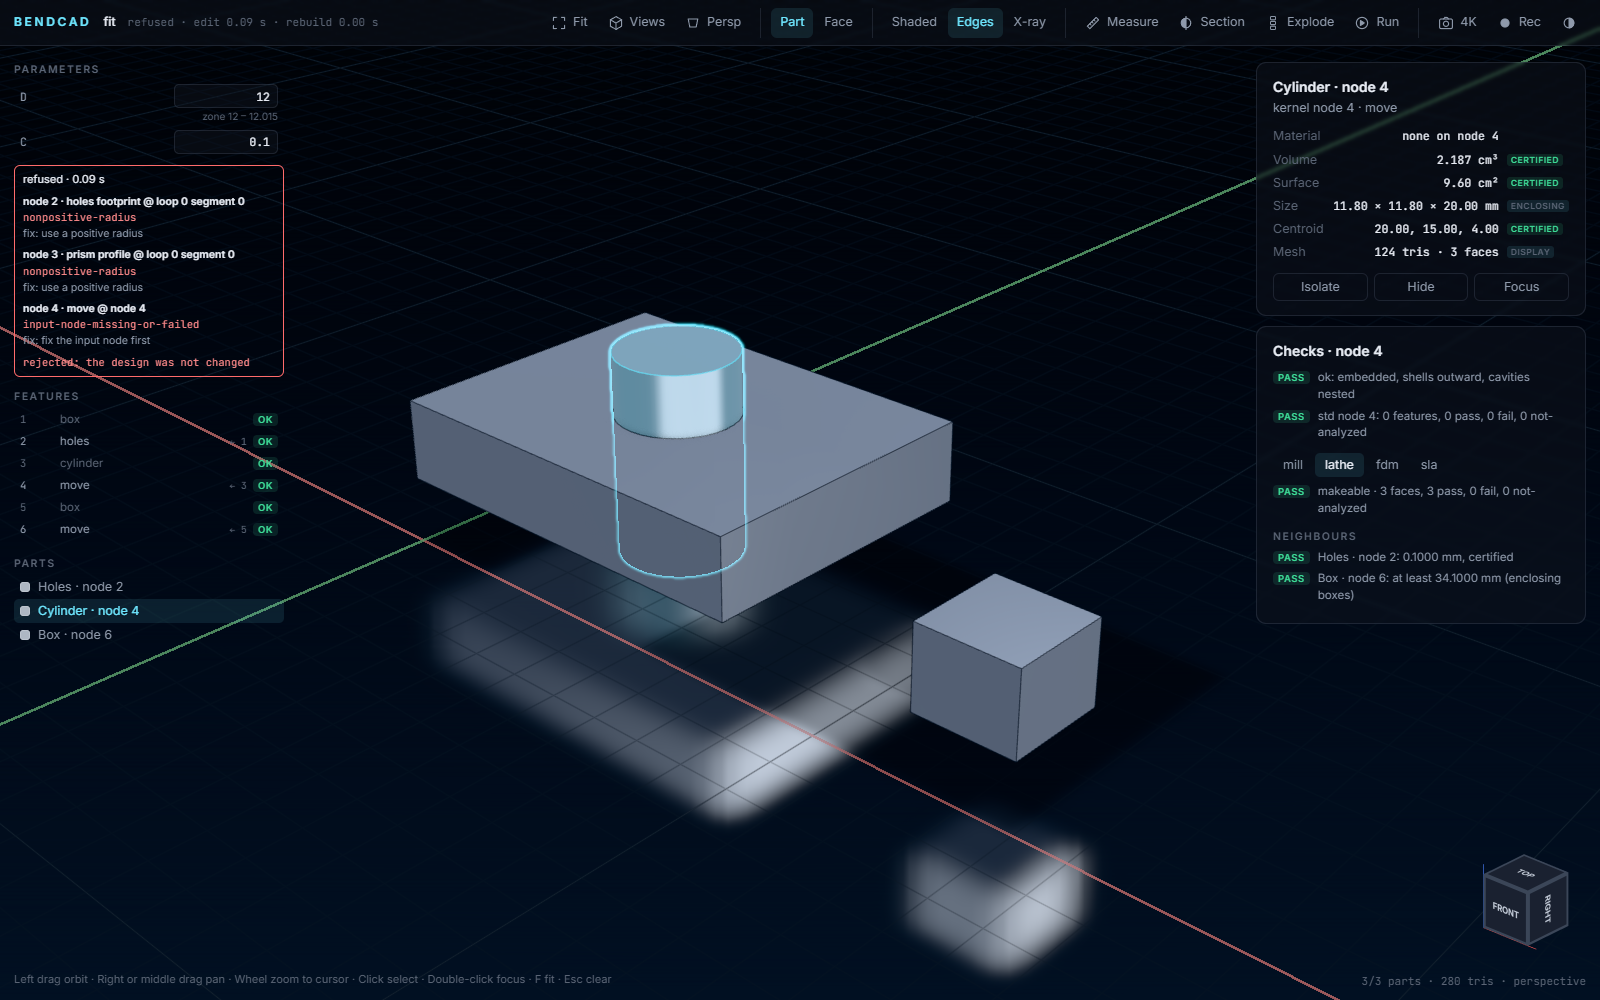 BENDCAD fit refused · edit 0.09 s · rebuild 0.00 s
Fit Views Persp Part Face Shaded Edges X-ray Measure Section Explode Run 4K Rec
PARAMETERS
D 12
zone 12 – 12.015
C 0.1
refused · 0.09 s
node 2 · holes footprint @ loop 0 segment 0
nonpositive-radius
fix: use a positive radius
node 3 · prism profile @ loop 0 segment 0
nonpositive-radius
fix: use a positive radius
node 4 · move @ node 4
input-node-missing-or-failed
fix: fix the input node first
rejected: the design was not changed
FEATURES
1 box OK
2 holes ← 1 OK
3 cylinder OK
4 move ← 3 OK
5 box OK
6 move ← 5 OK
PARTS
Holes · node 2
Cylinder · node 4
Box · node 6
Cylinder · node 4
kernel node 4 · move
Material none on node 4
Volume 2.187 cm³ CERTIFIED
Surface 9.60 cm² CERTIFIED
Size 11.80 × 11.80 × 20.00 mm ENCLOSING
Centroid 20.00, 15.00, 4.00 CERTIFIED
Mesh 124 tris · 3 faces DISPLAY
Isolate Hide Focus
Checks · node 4
PASS ok: embedded, shells outward, cavities
nested
PASS std node 4: 0 features, 0 pass, 0 fail, 0 not-
analyzed
mill lathe fdm sla
PASS makeable · 3 faces, 3 pass, 0 fail, 0 not-
analyzed
NEIGHBOURS
PASS Holes · node 2: 0.1000 mm, certified
PASS Box · node 6: at least 34.1000 mm (enclosing
boxes)
TOP
FRONT
RIGHT
Left drag orbit · Right or middle drag pan · Wheel zoom to cursor · Click select · Double-click focus · F fit · Esc clear
3/3 parts · 280 tris · perspective